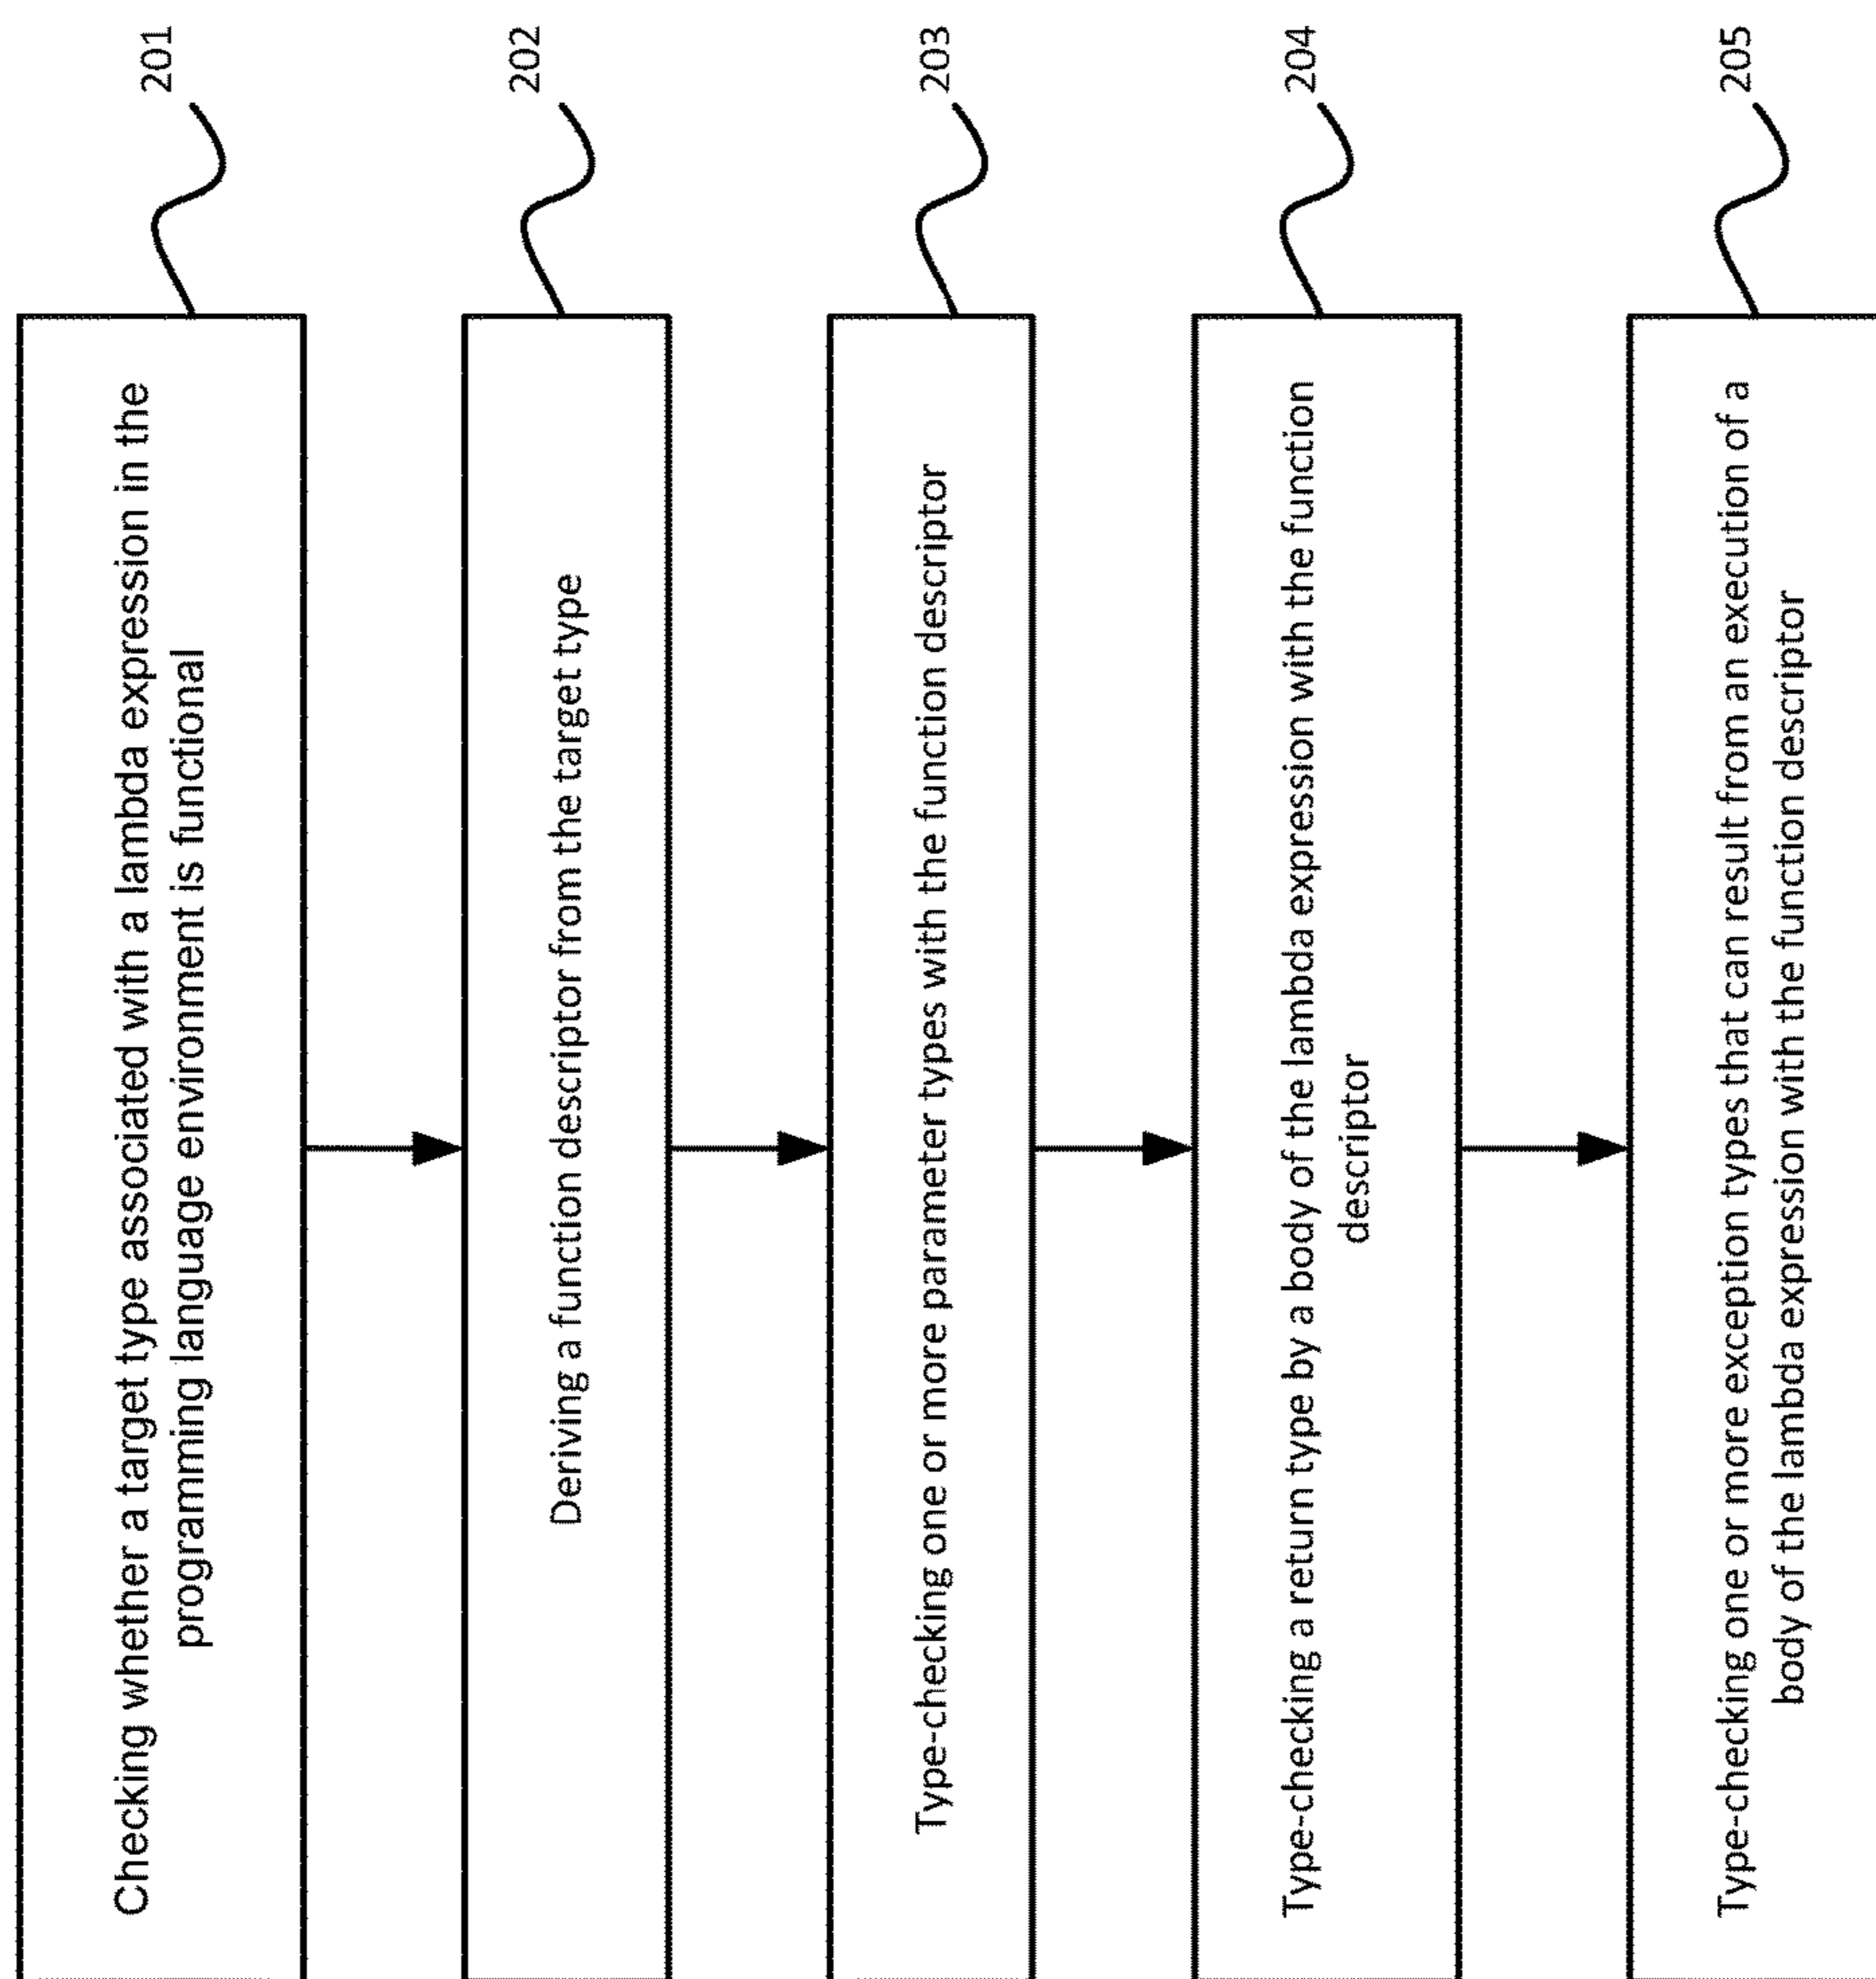 201
Checking whether a target type associated with a lambda expression in the
programming language environment is functional
202
Deriving a function descriptor from the target type
203
Type-checking one or more parameter types with the function descriptor
204
Type-checking a return type by a body of the lambda expression with the function
descriptor
205
Type-checking one or more exception types that can result from an execution of a
body of the lambda expression with the function descriptor